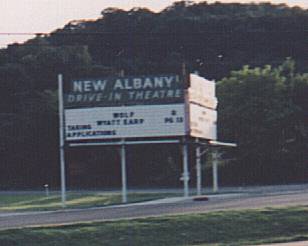 NEW ALBANY
DRIVE-IN THEATRE
WOLF R
WYATT EARP PG 13
TAKING
APPLICATIONS